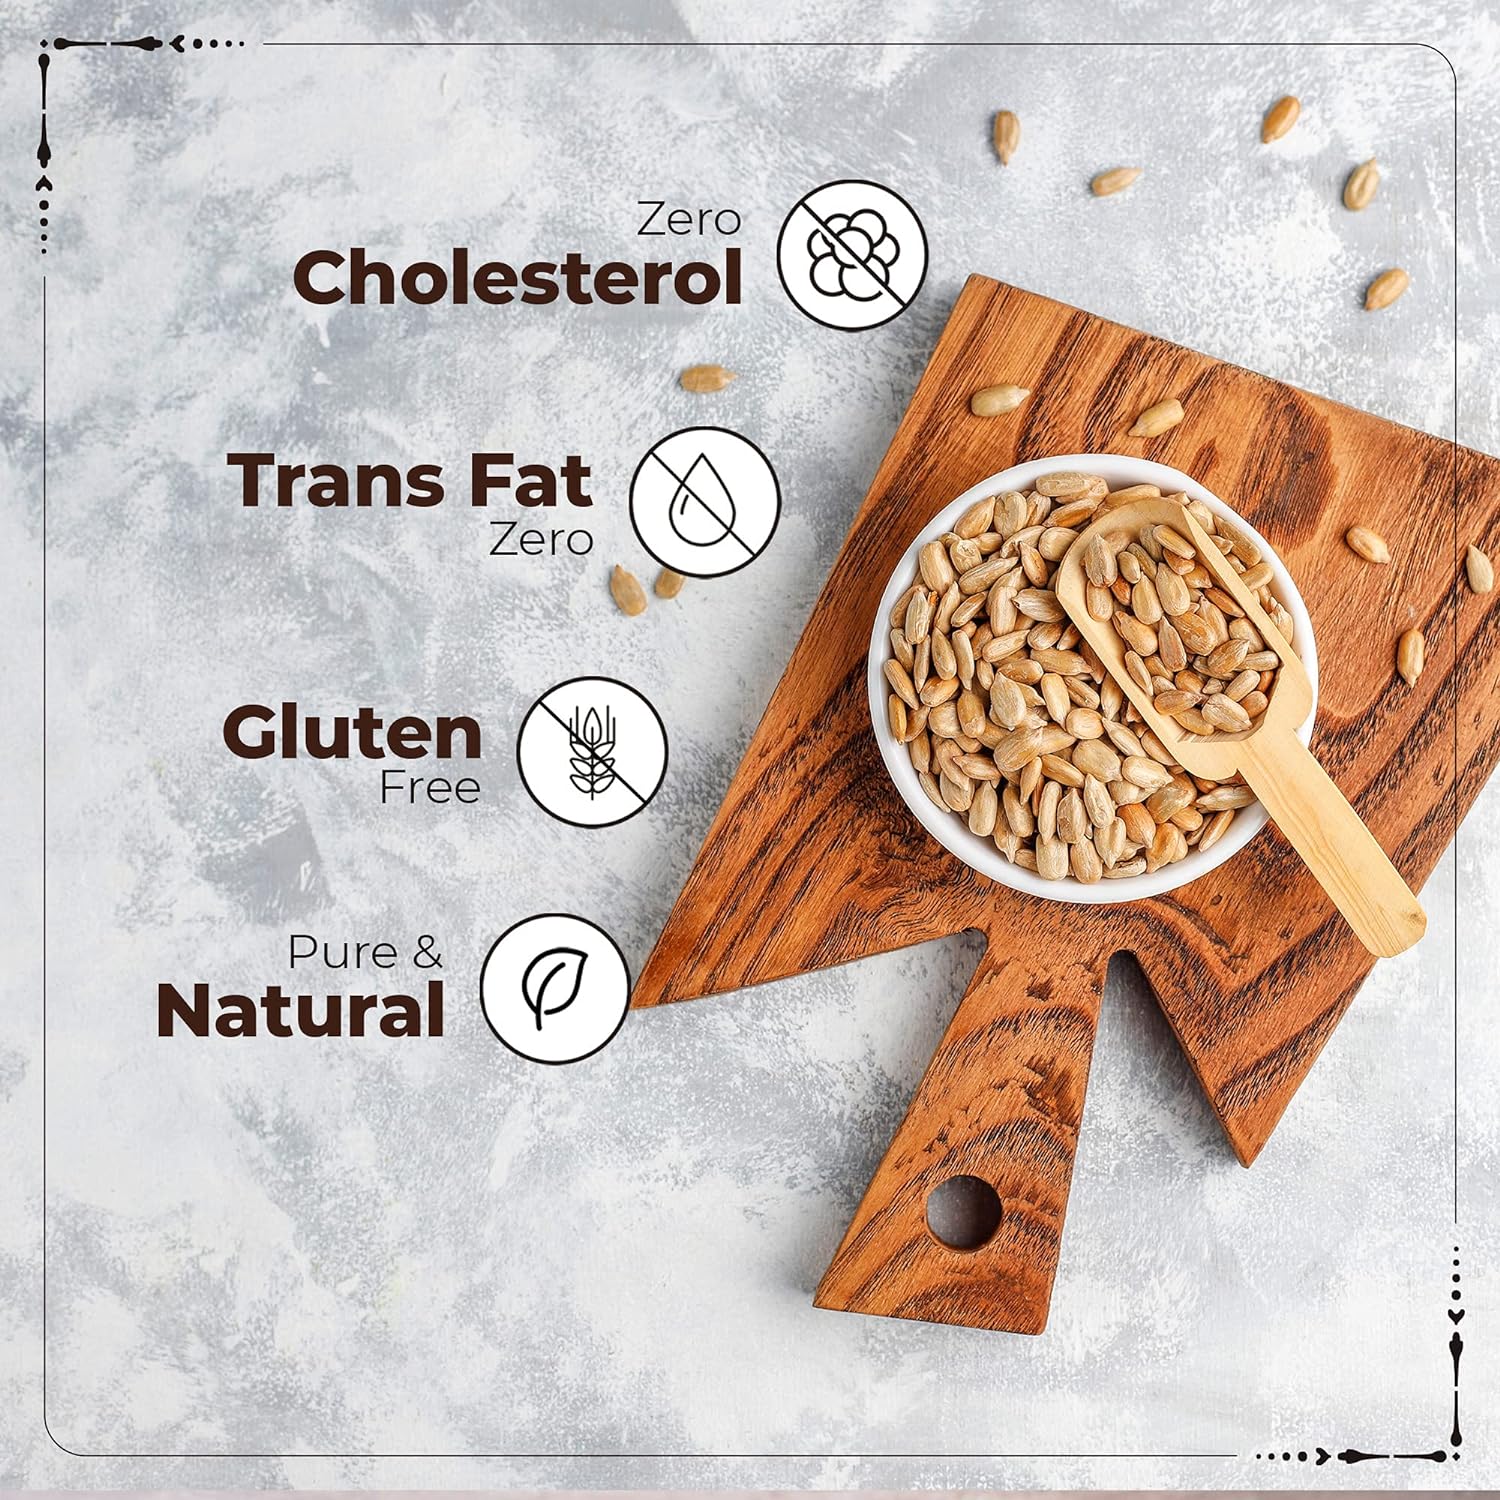 Zero
Cholesterol
Trans Fat
Zero
Gluten
Free
Pure &
Natural